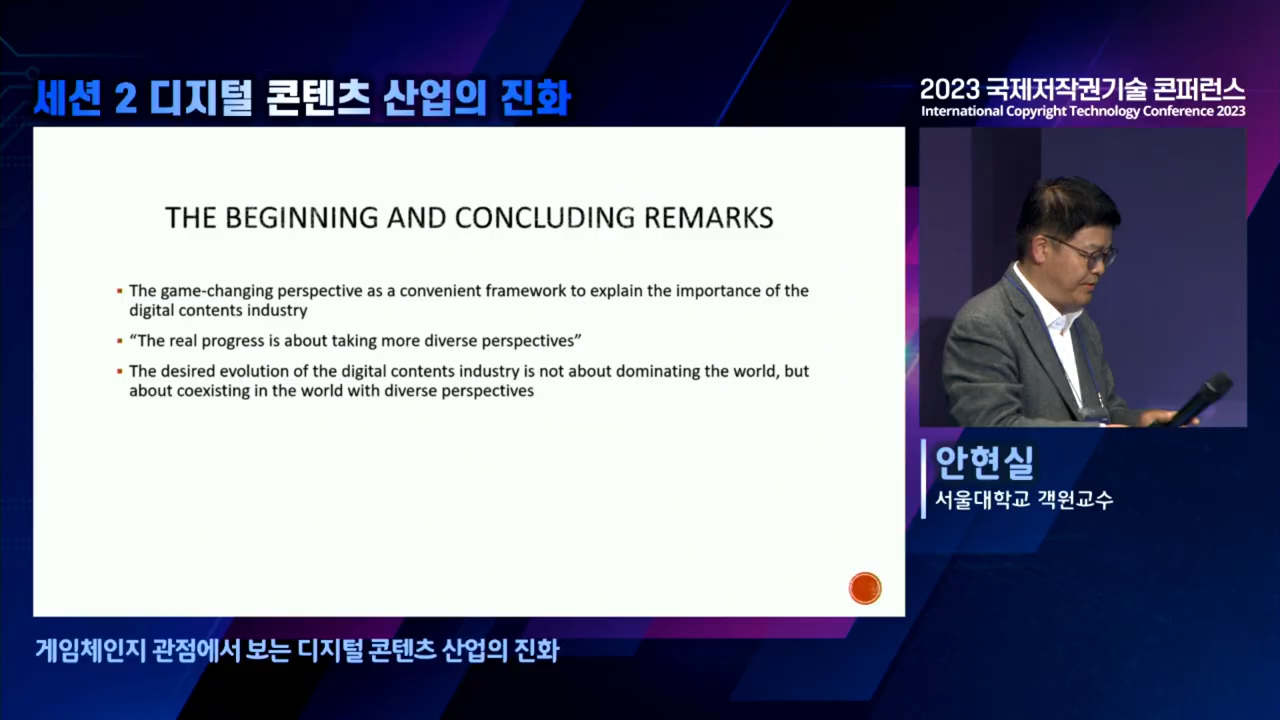 세션 2 디지털 콘텐츠 산업의 진화
2023 국제저작권기술 콘퍼런스
International Copyright Technology Conference 2023
THE BEGINNING AND CONCLUDING REMARKS
▪ The game-changing perspective as a convenient framework to explain the importance of the
digital contents industry
▪ “The real progress is about taking more diverse perspectives”
▪ The desired evolution of the digital contents industry is not about dominating the world, but
about coexisting in the world with diverse perspectives
안현실
서울대학교 객원교수
게임체인지 관점에서 보는 디지털 콘텐츠 산업의 진화